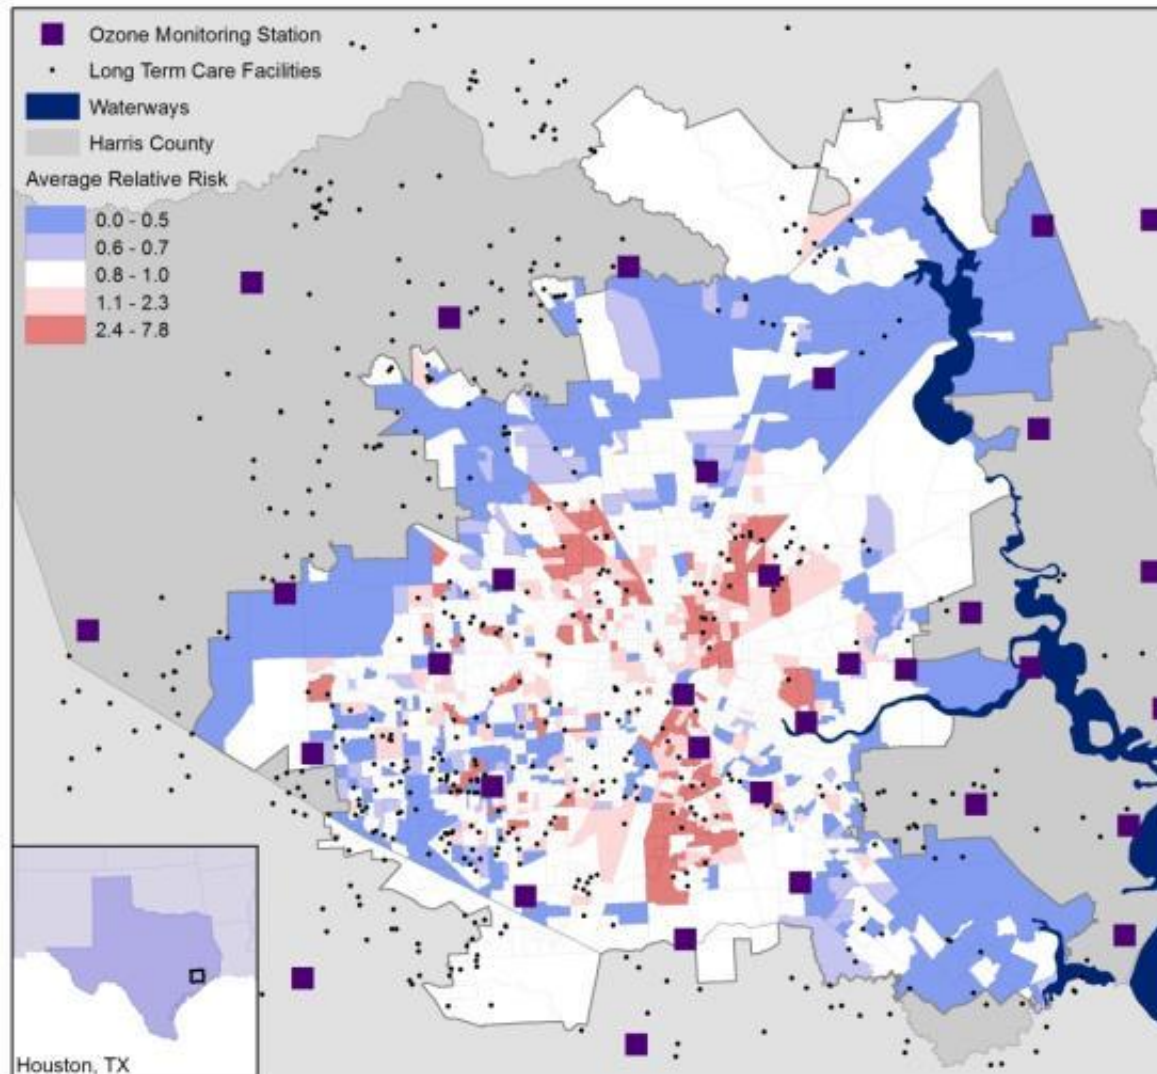 Ozone Monitoring Station
Long Term Care Facilities
Waterways
Harris County
Average Relative Risk
0.0 - 0.5
0.6 - 0.7
0.8 - 1.0
1.1 - 2.3
2.4 - 7.8
Houston, TX